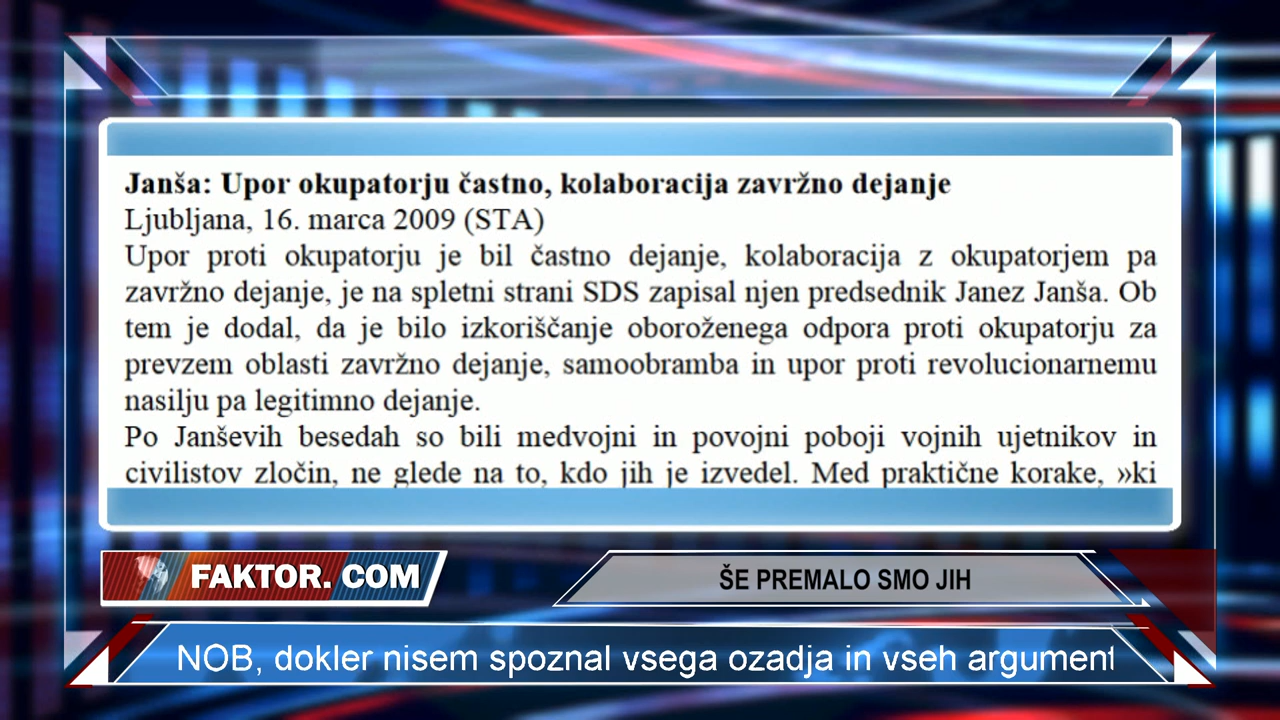 Janša: Upor okupatorju častno, kolaboracija zavržno dejanje
Ljubljana, 16. marca 2009 (STA)
Upor proti okupatorju je bil častno dejanje, kolaboracija z okupatorjem pa
zavržno dejanje, je na spletni strani SDS zapisal njen predsednik Janez Janša. Ob
tem je dodal, da je bilo izkoriščanje oboroženega odpora proti okupatorju za
prevzem oblasti zavržno dejanje, samoobramba in upor proti revolucionarnemu
nasilju pa legitimno dejanje.
Po Janševih besedah so bili medvojni in povojni poboji vojnih ujetnikov in
civilistov zločin, ne glede na to, kdo jih je izvedel. Med praktične korake, »ki
FAKTOR. COM
ŠE PREMALO SMO JIH
NOB, dokler nisem spoznal vsega ozadja in vseh argument